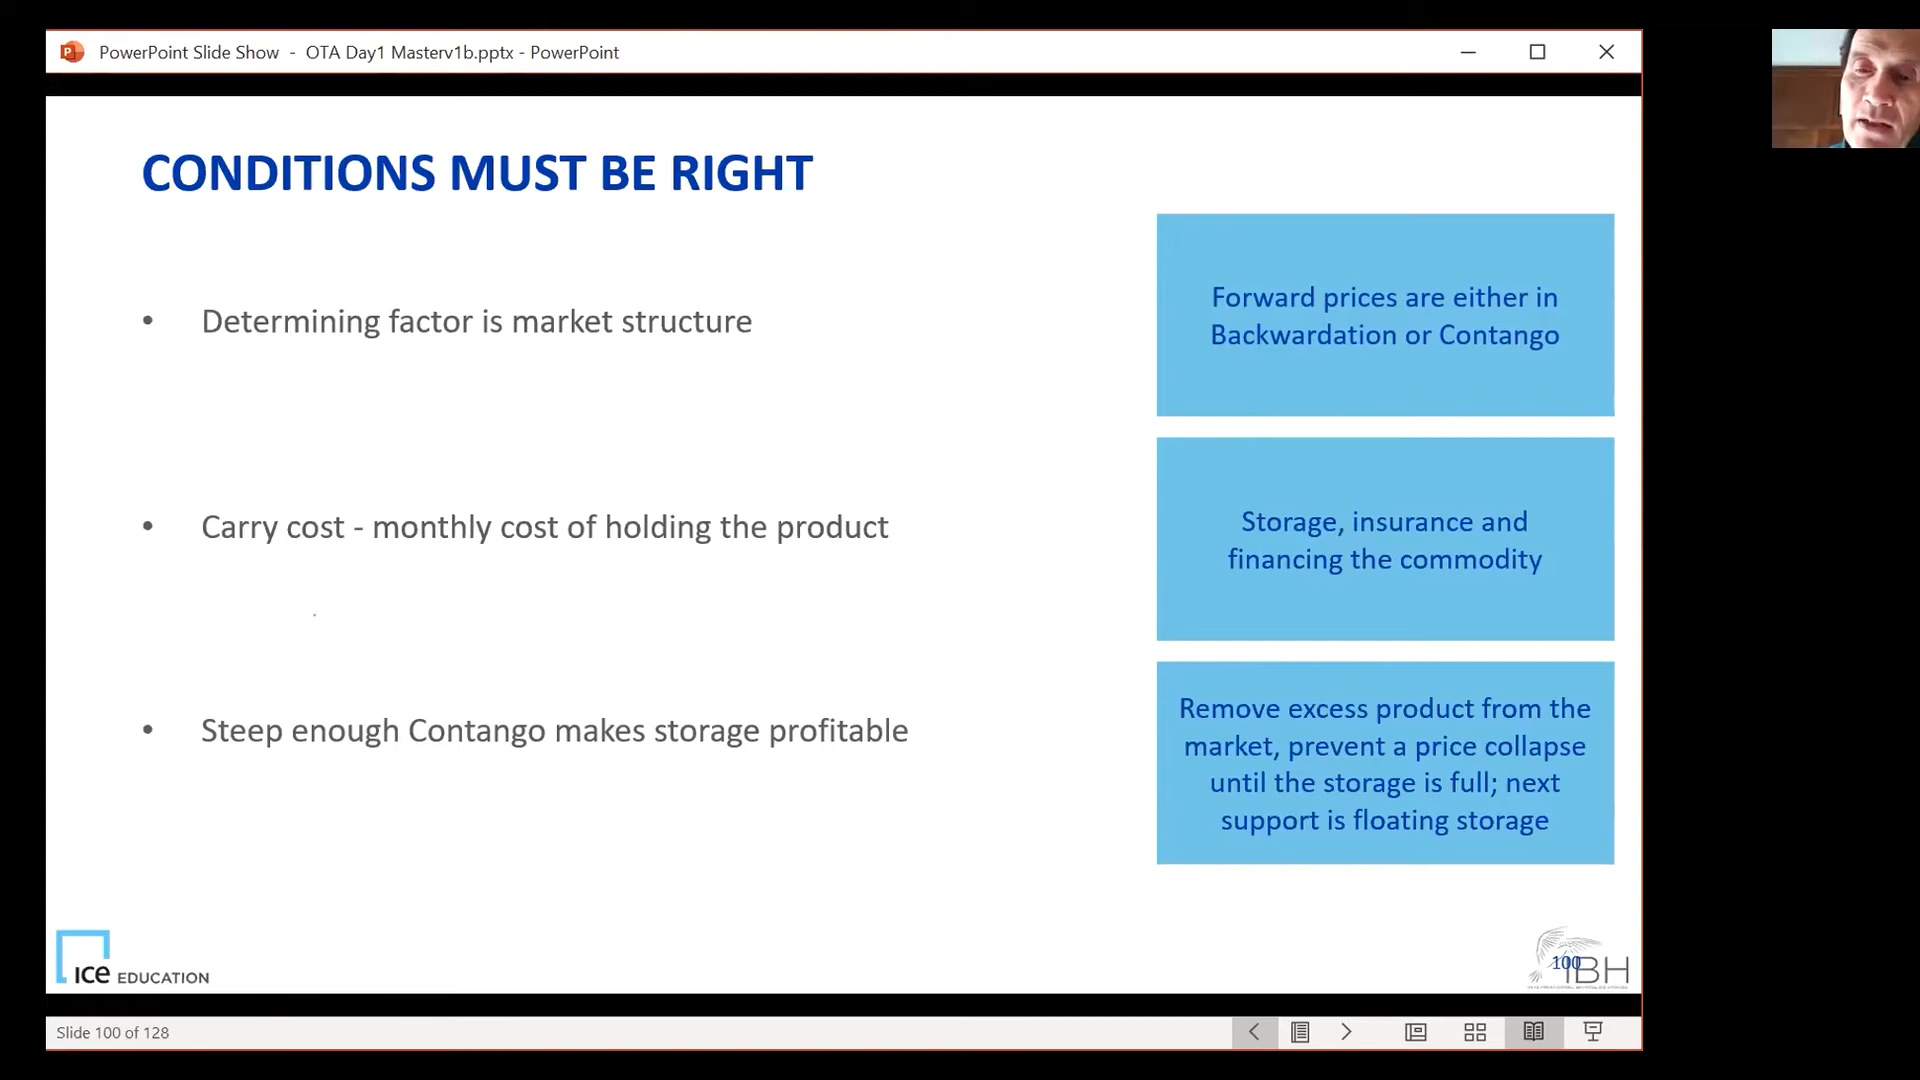 PowerPoint Slide Show - OTA Day1 Masterv1b.pptx - PowerPoint
CONDITIONS MUST BE RIGHT
• Determining factor is market structure
Forward prices are either in
Backwardation or Contango
• Carry cost - monthly cost of holding the product
Storage, insurance and
financing the commodity
• Steep enough Contango makes storage profitable
Remove excess product from the
market, prevent a price collapse
until the storage is full; next
support is floating storage
ice EDUCATION
100
IBH
Slide 100 of 128